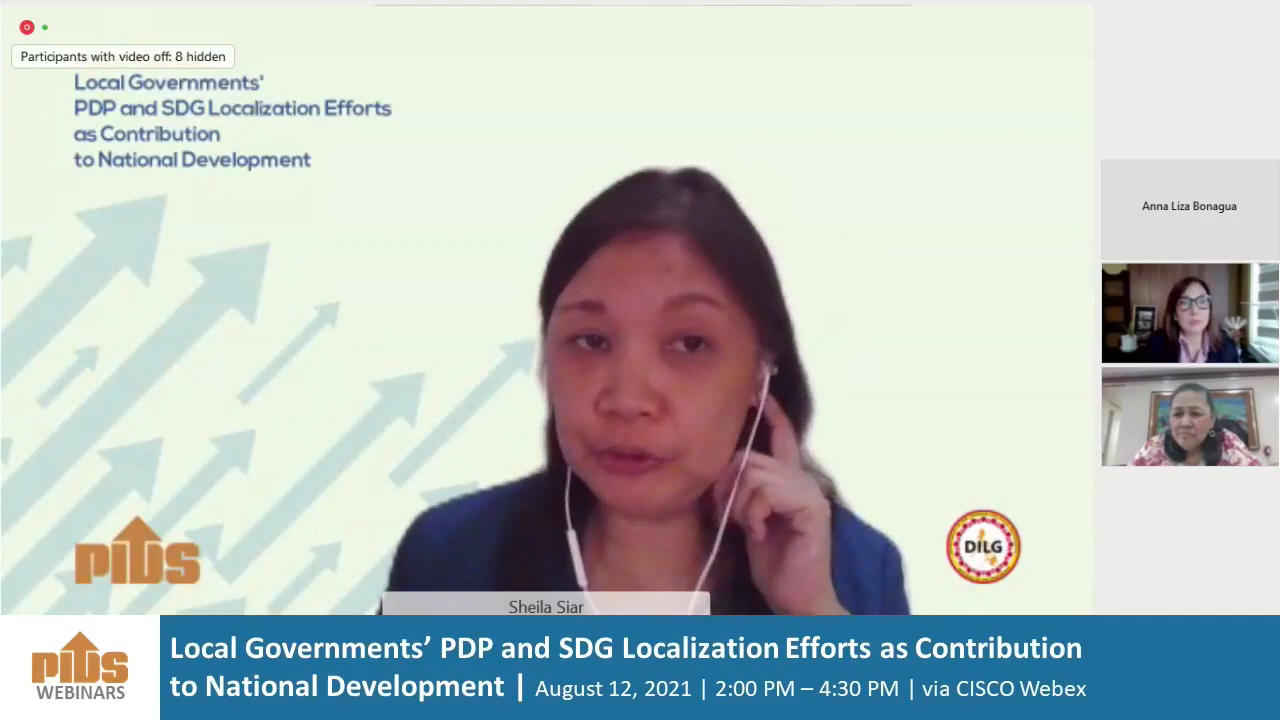 Participants with video off: 8 hidden
Local Governments'
PDP and SDG Localization Efforts
as Contribution
to National Development
Anna Liza Bonagua
PIDS
DILG
Sheila Siar
PIDS
WEBINARS
Local Governments’ PDP and SDG Localization Efforts as Contribution
to National Development | August 12, 2021 | 2:00 PM – 4:30 PM | via CISCO Webex